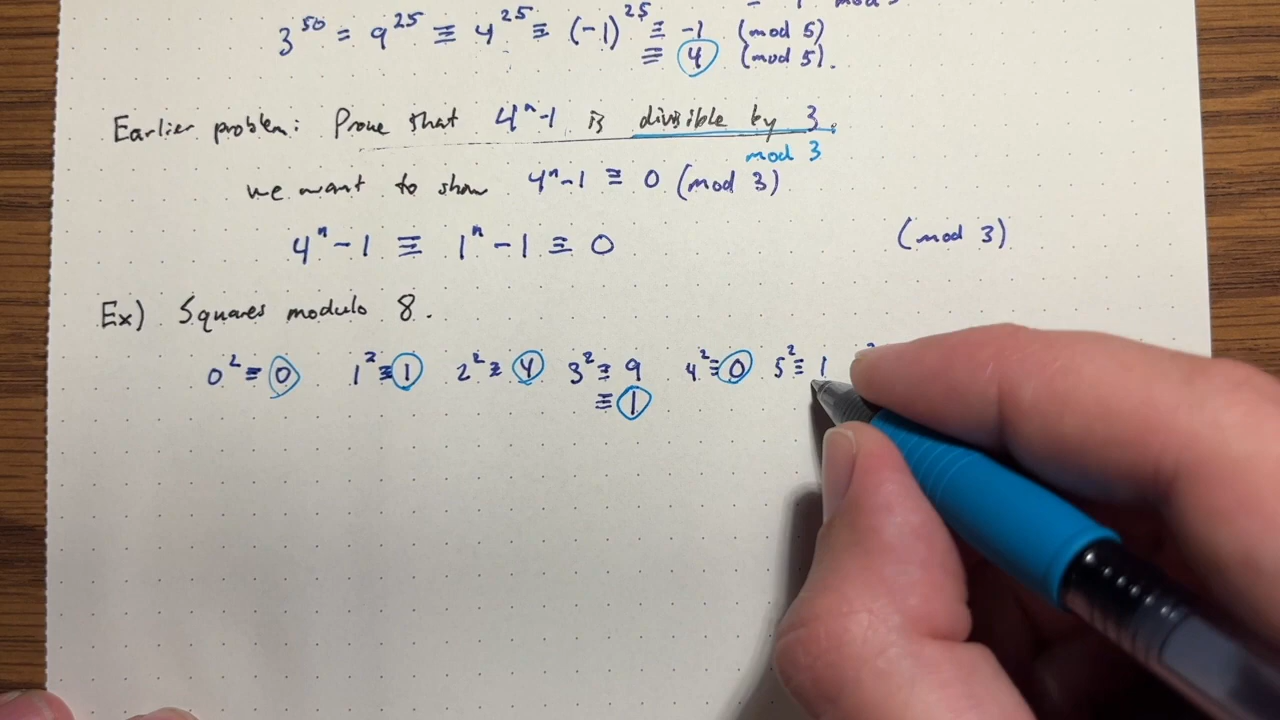 3^50 = 9^25 ≡ 4^25 ≡ (-1)^25 ≡ -1 (mod 5)
≡ 4 (mod 5).
Earlier problem: Prove that 4^n-1 is divisible by 3.
mod 3
we want to show 4^n-1 ≡ 0 (mod 3)
4^n - 1 ≡ 1^n - 1 ≡ 0 (mod 3)
Ex) Squares modulo 8.
0^2 ≡ 0 1^2 ≡ 1 2^2 ≡ 4 3^2 ≡ 9 4^2 ≡ 0 5^2 ≡ 1
≡ 1